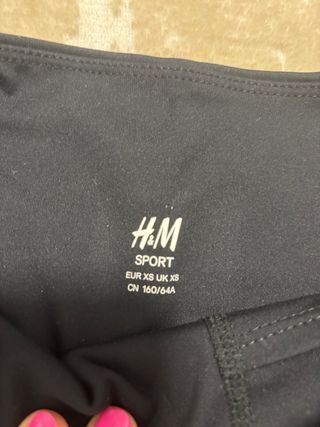 H&M
SPORT
EUR XS UK XS
CN 160/64A